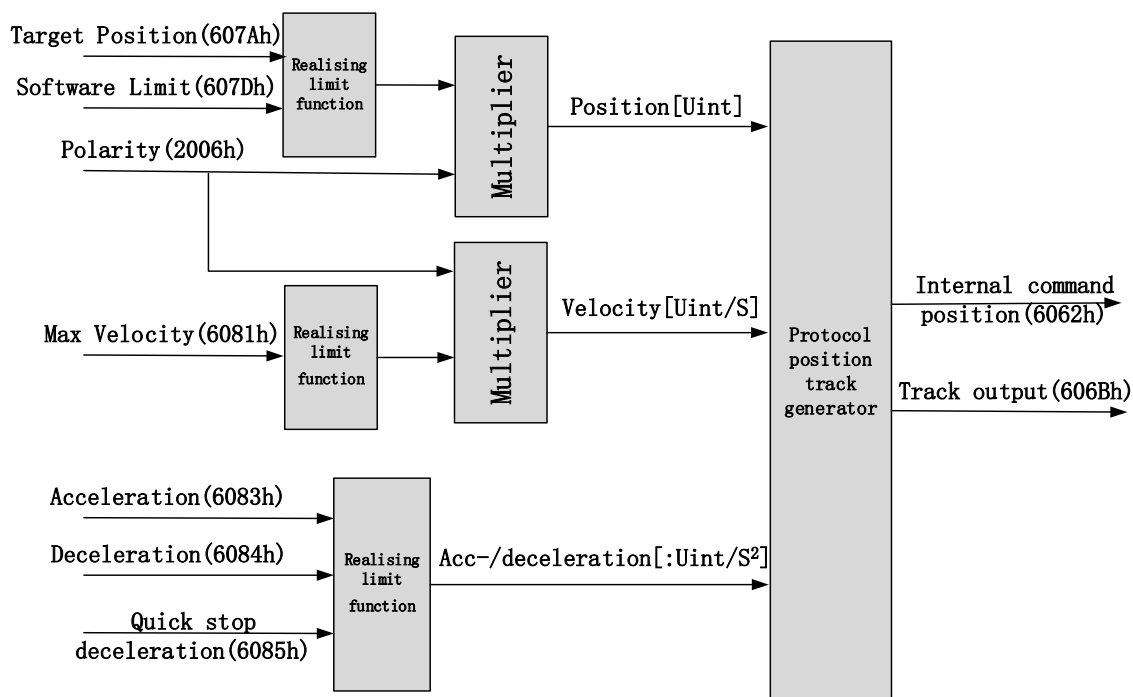 Target Position(607Ah)
Software Limit(607Dh)
Realising
limit
function
Polarity(2006h)
Multiplier
Position[Uint]
Max Velocity(6081h)
Realising
limit
function
Multiplier
Velocity[Uint/S]
Acceleration(6083h)
Deceleration(6084h)
Quick stop
deceleration(6085h)
Realising
limit
function
Acc-/deceleration[:Uint/S²]
Protocol
position
track
generator
Internal command
position(6062h)
Track output(606Bh)